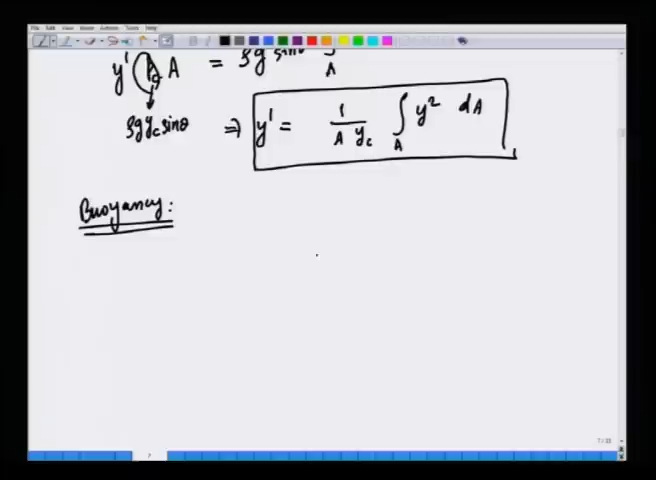 y' p_c A = ρg sinθ ∫_A
ρg y_c sinθ ⇒ y' = 1 / (A y_c) ∫_A y² dA
Buoyancy: